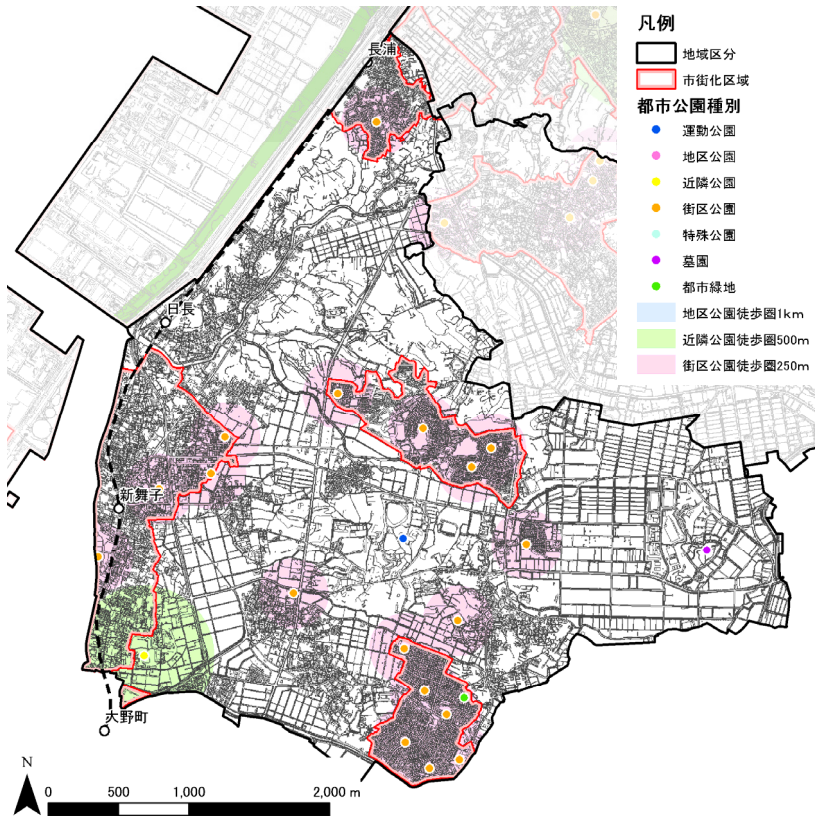 凡例
地域区分
市街化区域
都市公園種別
運動公園
地区公園
近隣公園
街区公園
特殊公園
墓園
都市緑地
地区公園徒歩圏1km
近隣公園徒歩圏500m
街区公園徒歩圏250m
長浦
日長
新舞子
大野町
N
0 500 1,000 2,000 m